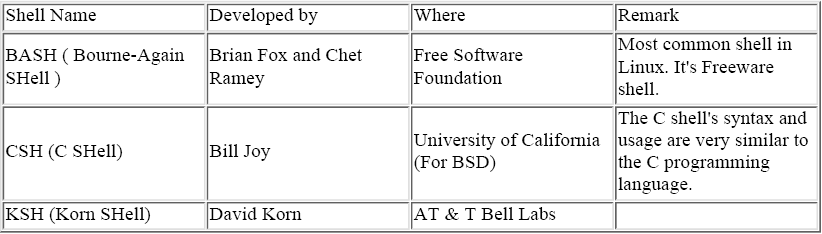 Shell Name
Developed by
Where
Remark
BASH ( Bourne-Again
SHell )
Brian Fox and Chet
Ramey
Free Software
Foundation
Most common shell in
Linux. It's Freeware
shell.
CSH (C SHell)
Bill Joy
University of California
(For BSD)
The C shell's syntax and
usage are very similar to
the C programming
language.
KSH (Korn SHell)
David Korn
AT & T Bell Labs